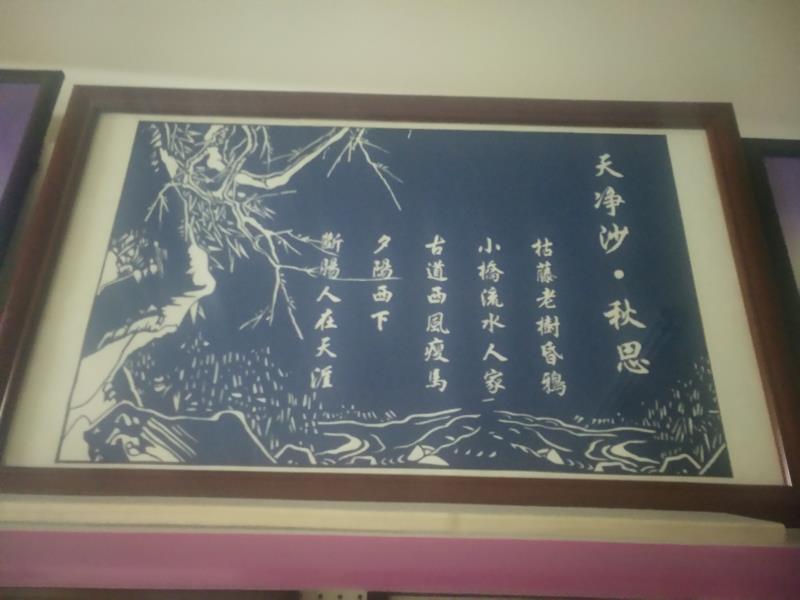 天净沙·秋思
枯藤老樹昏鴉
小橋流水人家
古道西風瘦馬
夕陽西下
斷腸人在天涯